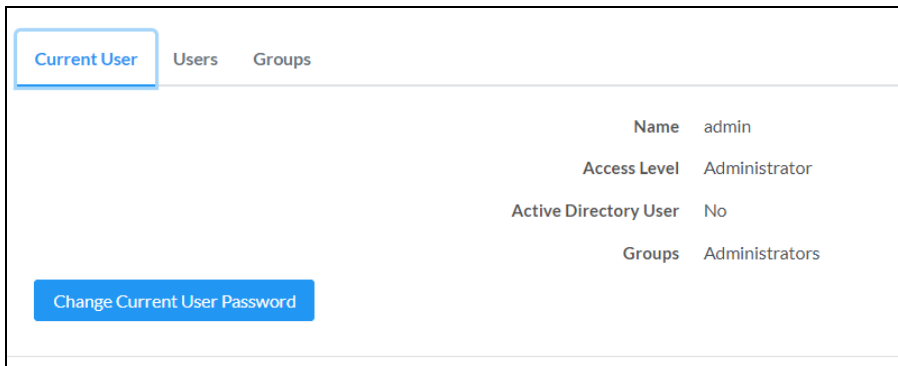 Current User Users Groups
Name admin
Access Level Administrator
Active Directory User No
Groups Administrators
Change Current User Password